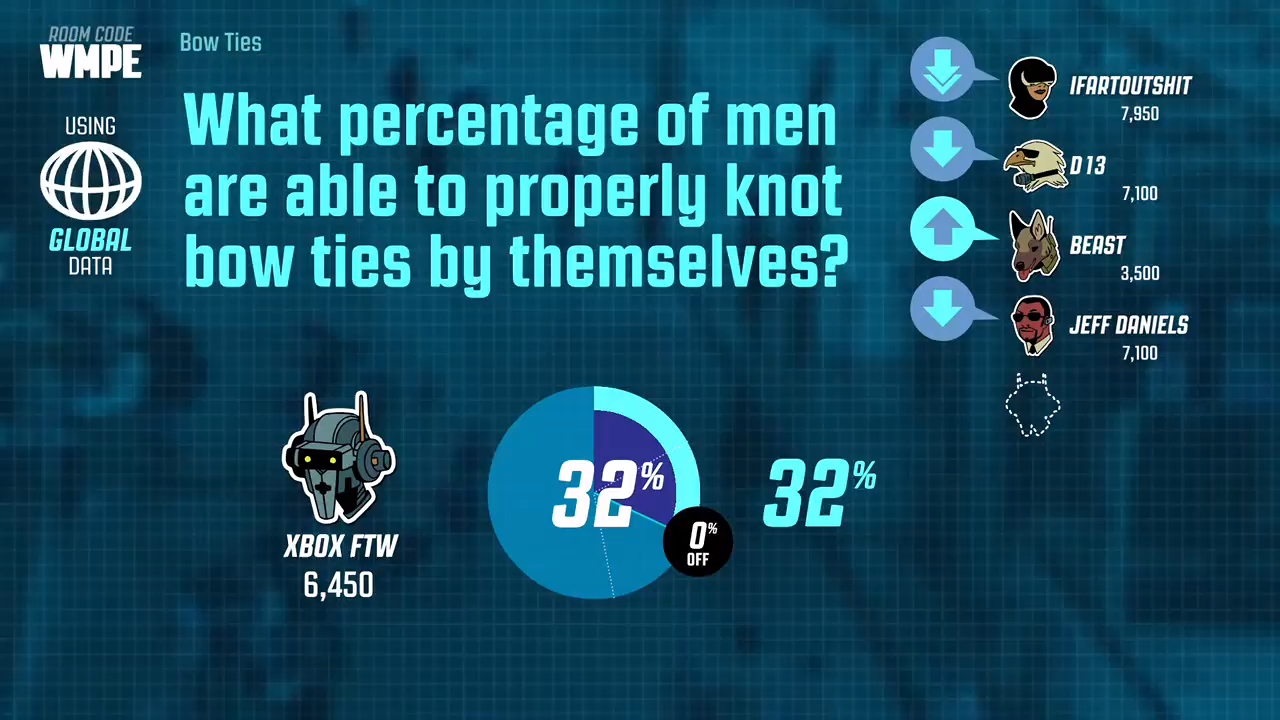 ROOM CODE
WMPE
USING
GLOBAL
DATA
Bow Ties
What percentage of men
are able to properly knot
bow ties by themselves?
IFARTOUTSHIT
7,950
D13
7,100
BEAST
3,500
JEFF DANIELS
7,100
XBOX FTW
6,450
32%
0%
OFF
32%